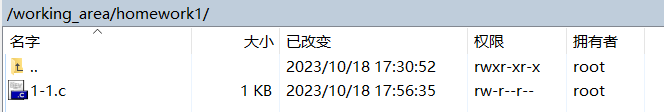 /working_area/homework1/
名字 大小 已改变 权限 拥有者
.. 2023/10/18 17:30:52 rwxr-xr-x root
1-1.c 1 KB 2023/10/18 17:56:35 rw-r--r-- root